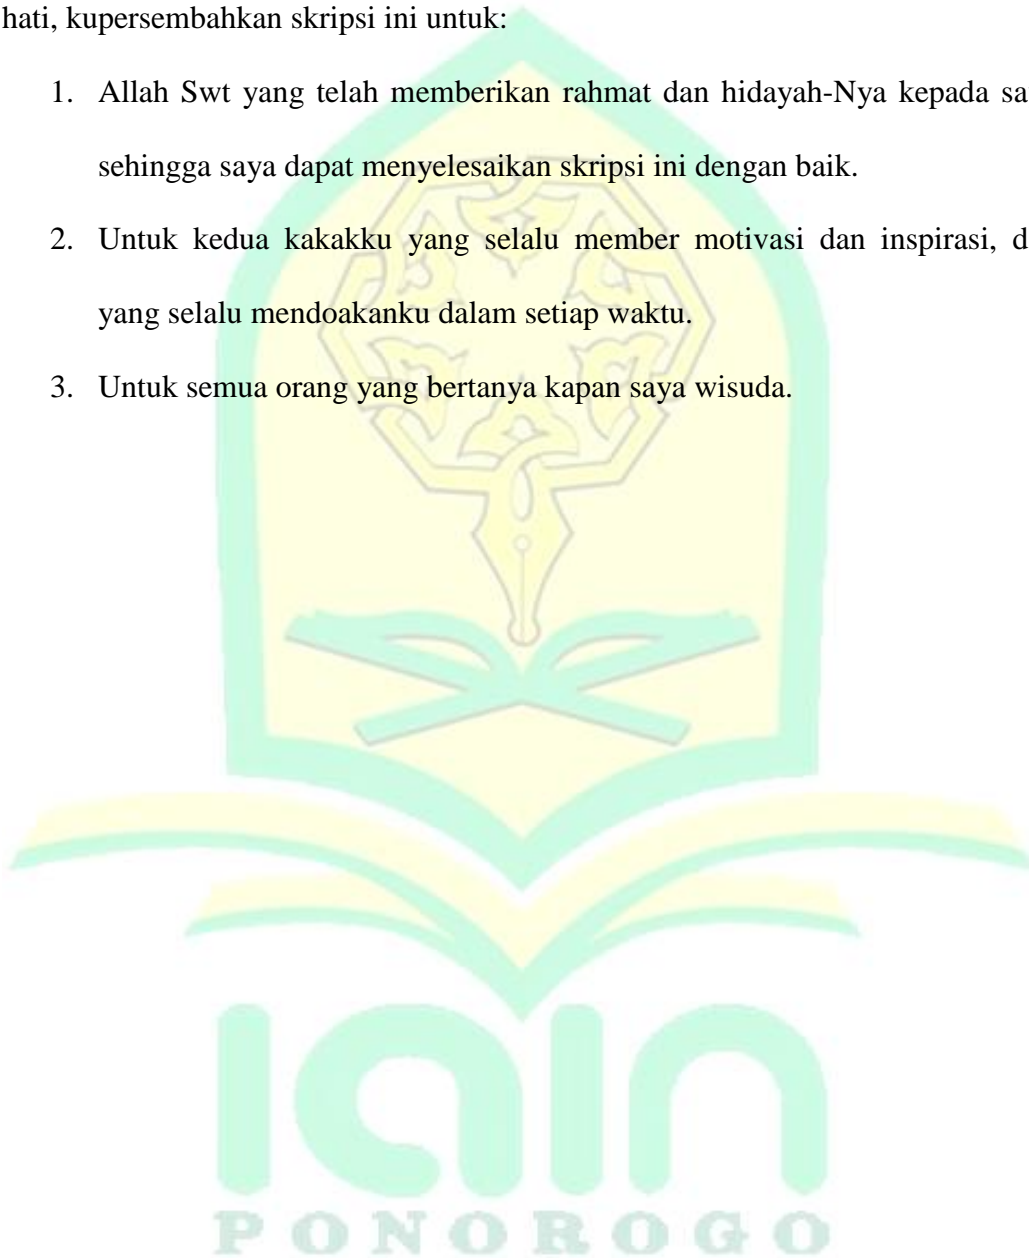 hati, kupersembahkan skripsi ini untuk:
1. Allah Swt yang telah memberikan rahmat dan hidayah-Nya kepada sa
sehingga saya dapat menyelesaikan skripsi ini dengan baik.
2. Untuk kedua kakakku yang selalu member motivasi dan inspirasi, d
yang selalu mendoakanku dalam setiap waktu.
3. Untuk semua orang yang bertanya kapan saya wisuda.
iain
PONOROGO